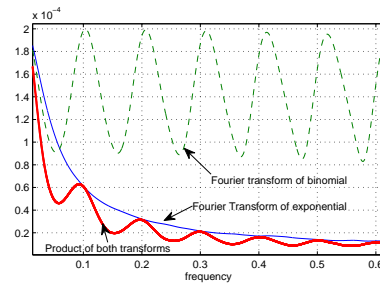 x 10⁻⁴
2
1.8
1.6
1.4
1.2
1
0.8
0.6
0.4
0.2
Fourier transform of binomial
Fourier Transform of exponential
Product of both transforms
0.1 0.2 0.3 0.4 0.5 0.6
frequency